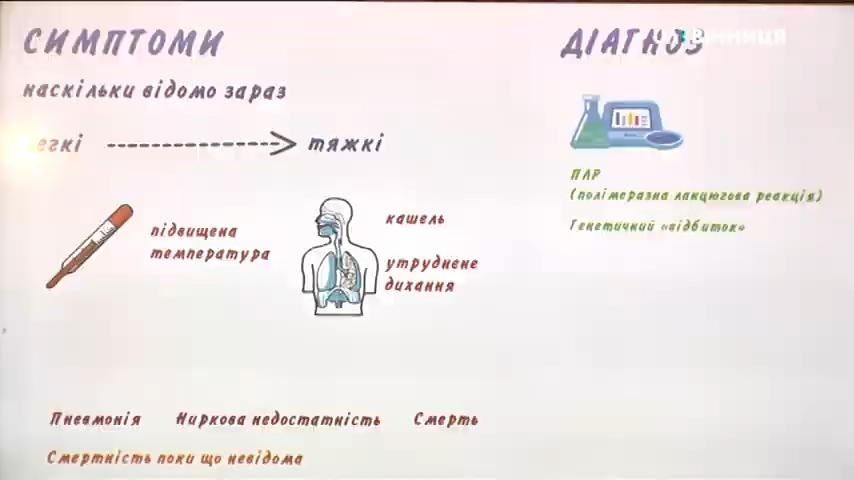 СИМПТОМИ
наскільки відомо зараз
тяжкі
підвищена
температура
кашель
утруднене
дихання
Пневмонія Ниркова недостатність Смерть
Смертність поки що невідома
ДІАГНОЗ
ПЛР
(полімеразна ланцюгова реакція)
Генетичний «відбиток»